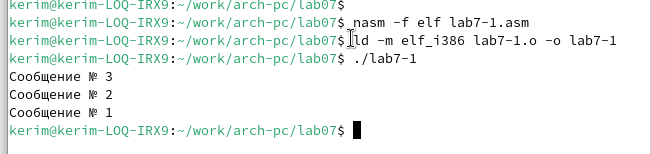 kerim@kerim-LOQ-IRX9:~/work/arch-pc/lab07$
kerim@kerim-LOQ-IRX9:~/work/arch-pc/lab07$ nasm -f elf lab7-1.asm
kerim@kerim-LOQ-IRX9:~/work/arch-pc/lab07$ ld -m elf_i386 lab7-1.o -o lab7-1
kerim@kerim-LOQ-IRX9:~/work/arch-pc/lab07$ ./lab7-1
Сообщение № 3
Сообщение № 2
Сообщение № 1
kerim@kerim-LOQ-IRX9:~/work/arch-pc/lab07$